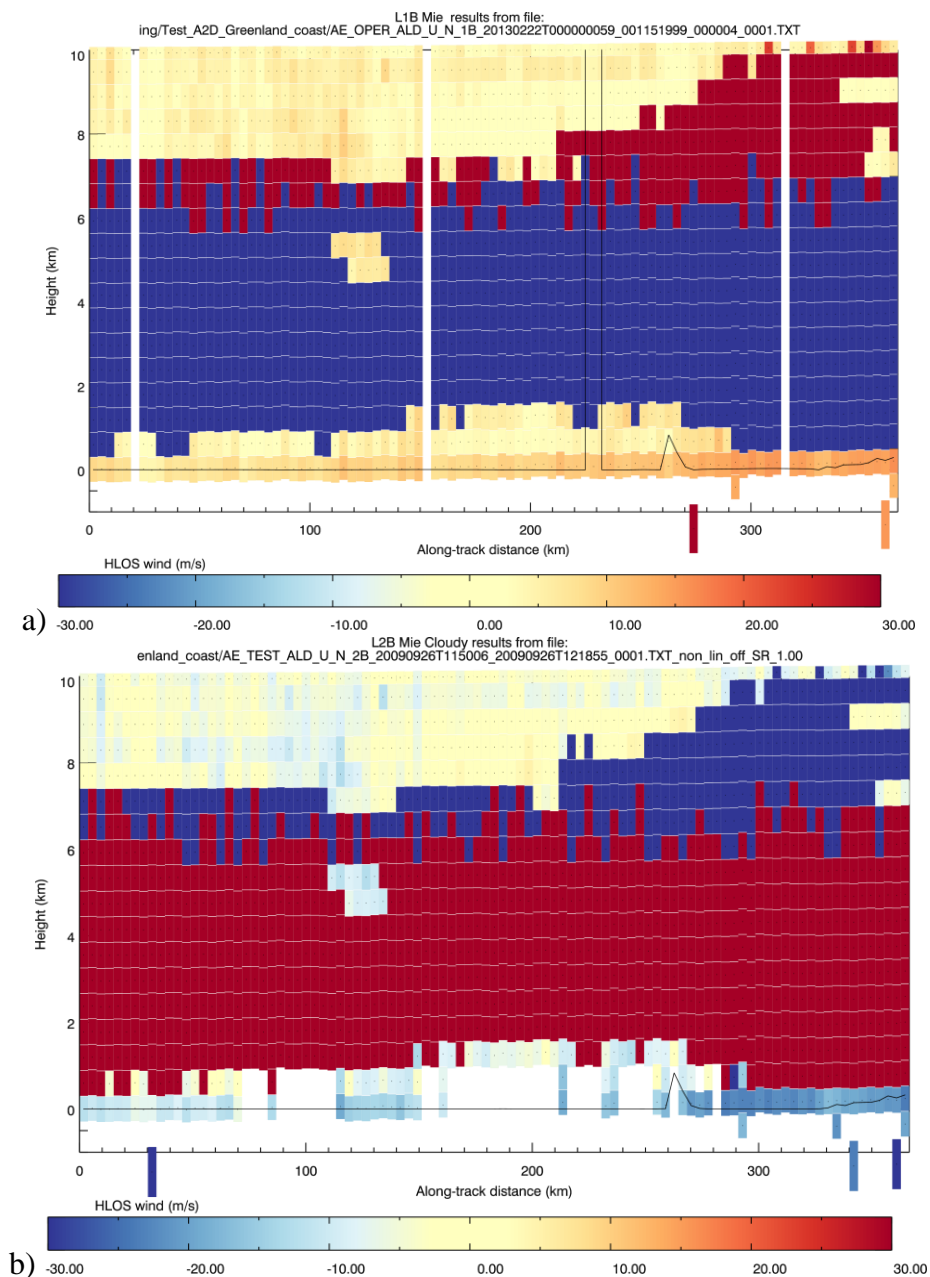 L1B Mie  results from file:
ing/Test_A2D_Greenland_coast/AE_OPER_ALD_U_N_1B_20130222T000000059_001151999_000004_0001.TXT
10
8
6
4
2
0
Height (km)
0 100 200 300
Along-track distance (km)
HLOS wind (m/s)
-30.00 -20.00 -10.00 0.00 10.00 20.00 30.00
a)
L2B Mie Cloudy results from file:
enland_coast/AE_TEST_ALD_U_N_2B_20090926T115006_20090926T121855_0001.TXT_non_lin_off_SR_1.00
10
8
6
4
2
0
Height (km)
0 100 200 300
Along-track distance (km)
HLOS wind (m/s)
-30.00 -20.00 -10.00 0.00 10.00 20.00 30.00
b)